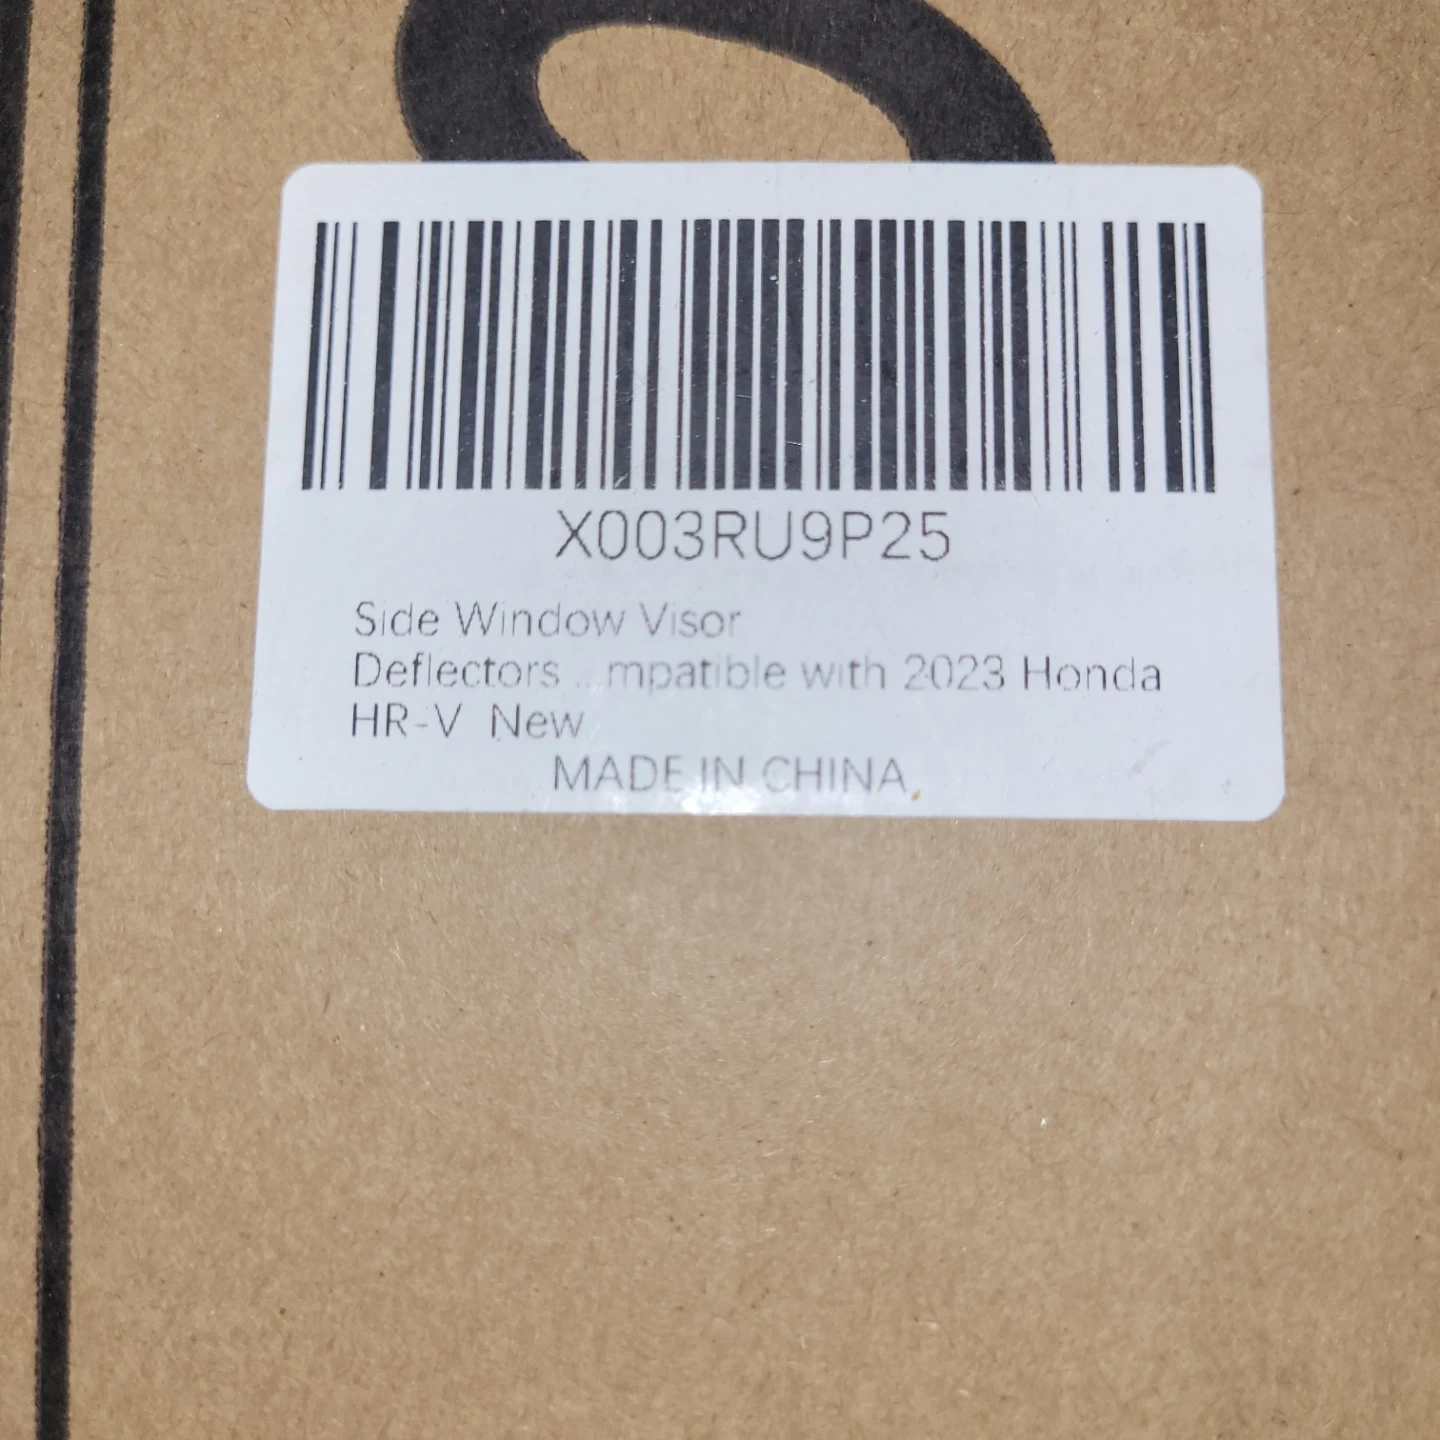 X003RU9P25
Side Window Visor
Deflectors ...mpatible with 2023 Honda
HR-V New
MADE IN CHINA